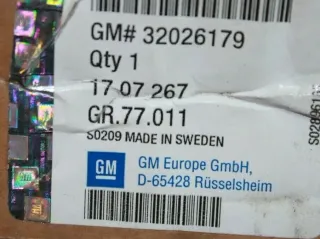 GM# 32026179
Qty 1
17 07 267
GR.77.011
S0209 MADE IN SWEDEN
GM
GM Europe GmbH,
D-65428 Rüsselsheim